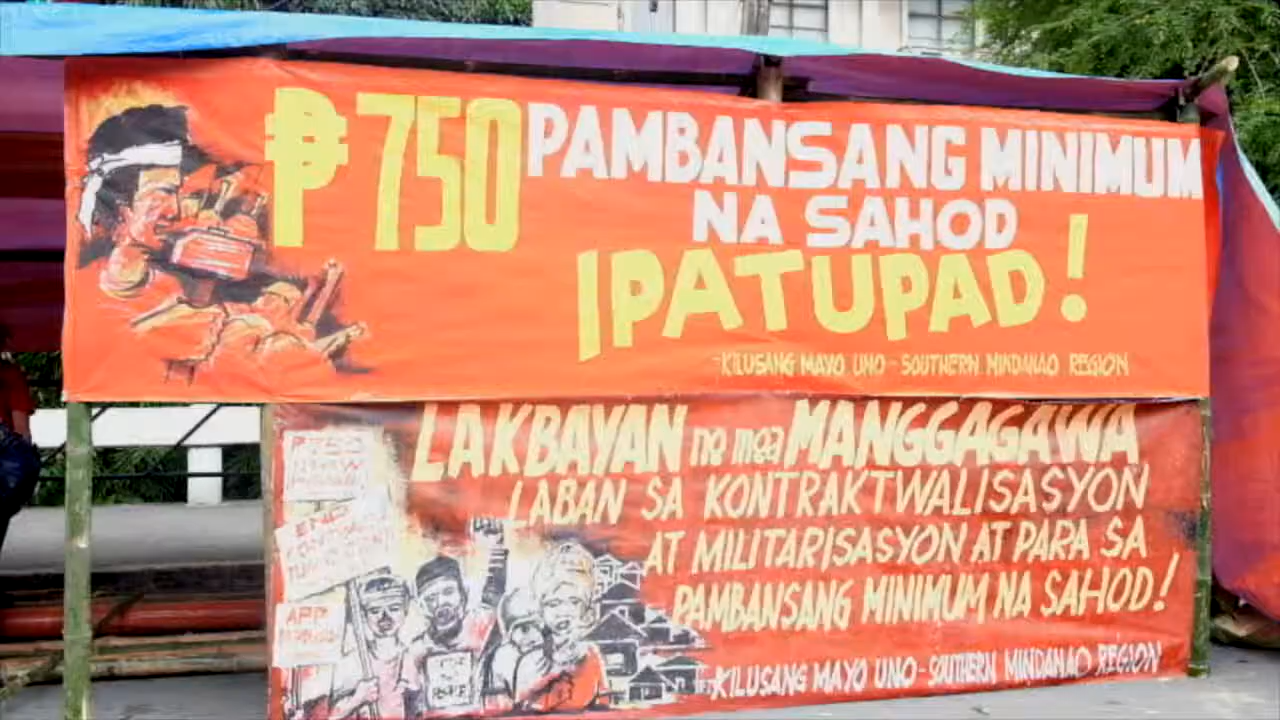 ₱750 PAMBANSANG MINIMUM
NA SAHOD
IPATUPAD!
-KILUSANG MAYO UNO - SOUTHERN MINDANAO REGION
LAKBAYAN ng mga MANGGAGAWA
LABAN SA KONTRAKTWALISASYON
AT MILITARISASYON AT PARA SA
PAMBANSANG MINIMUM NA SAHOD!
-KILUSANG MAYO UNO - SOUTHERN MINDANAO REGION
END